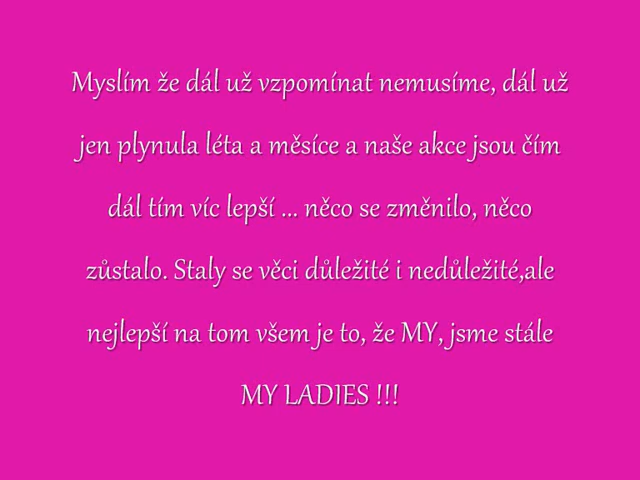 Myslím že dál už vzpomínat nemusíme, dál už
jen plynula léta a měsíce a naše akce jsou čím
dál tím víc lepší ... něco se změnilo, něco
zůstalo. Staly se věci důležité i nedůležité,ale
nejlepší na tom všem je to, že MY, jsme stále
MY LADIES !!!